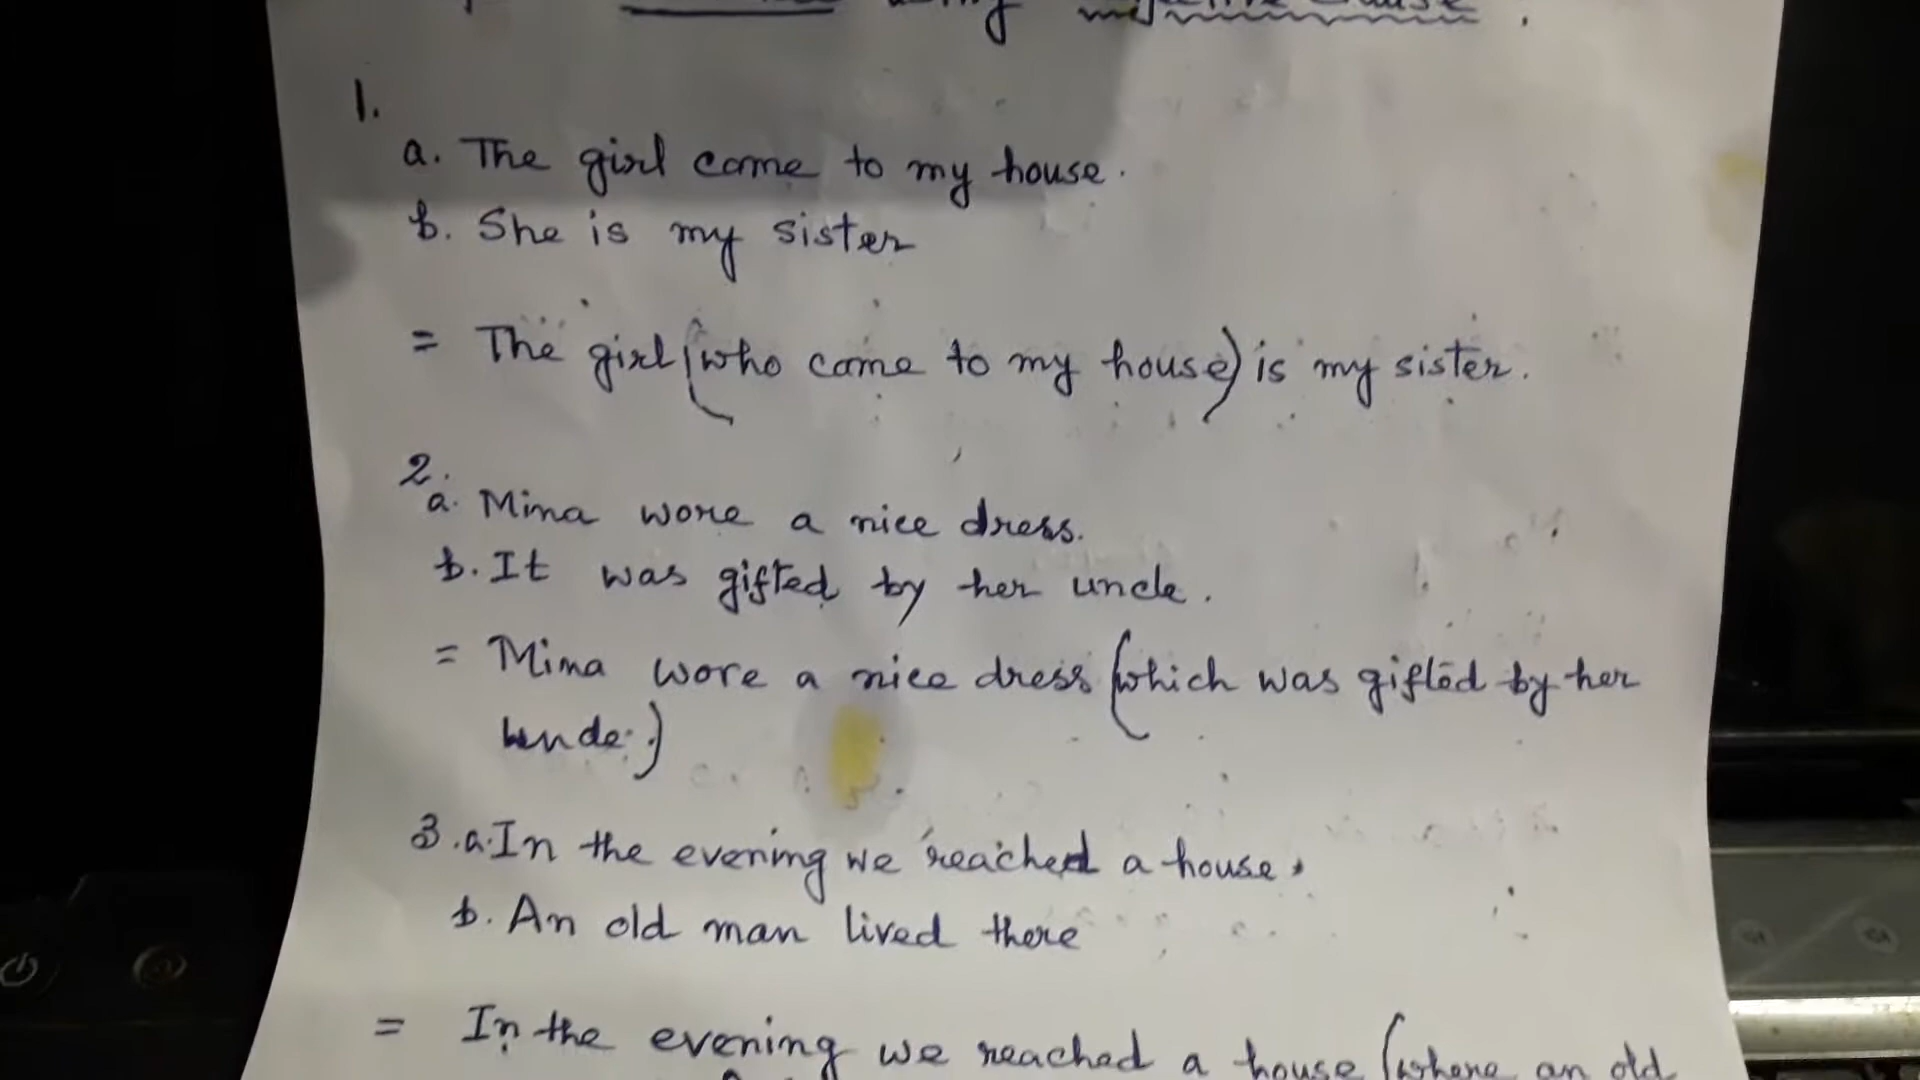 using
1.
a. The girl came to my house.
b. She is my sister
= The girl (who came to my house) is my sister.
2.
a. Mina wore a nice dress.
b. It was gifted by her uncle.
= Mina wore a nice dress (which was gifted by her
uncle.)
3. a. In the evening we reached a house.
b. An old man lived there
= In the evening we reached a house (where an old